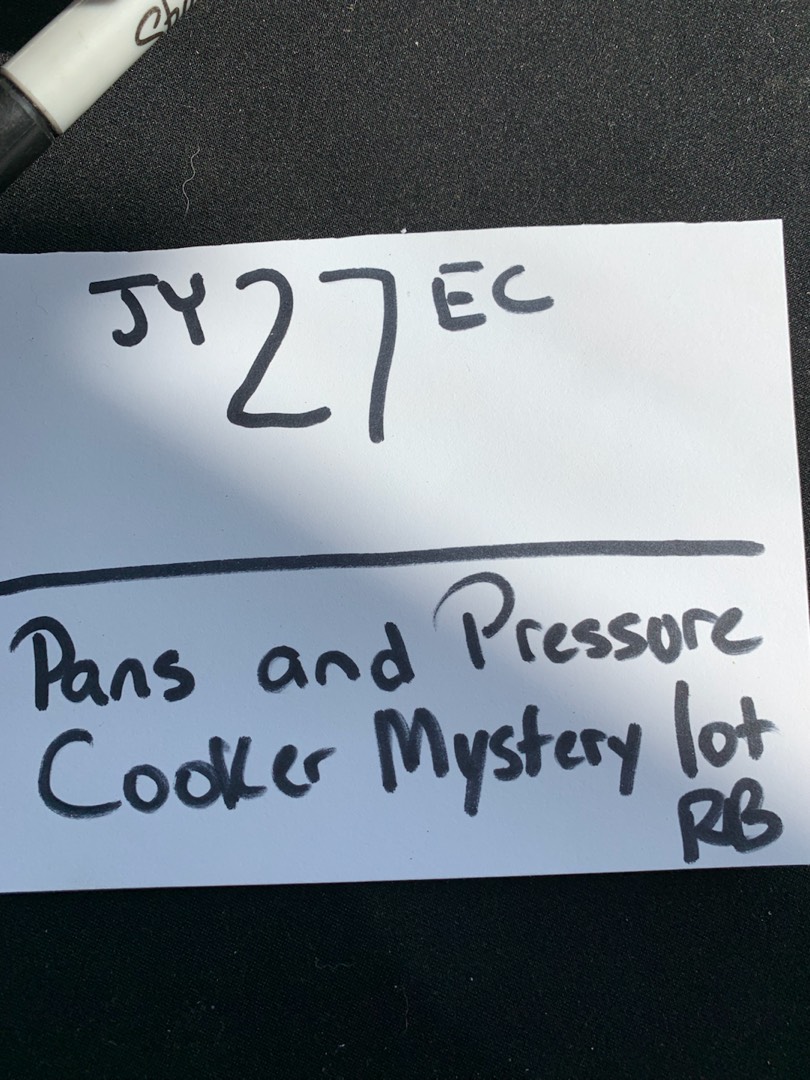 JY 27 EC
Pans and Pressure
Cooker Mystery lot
RB